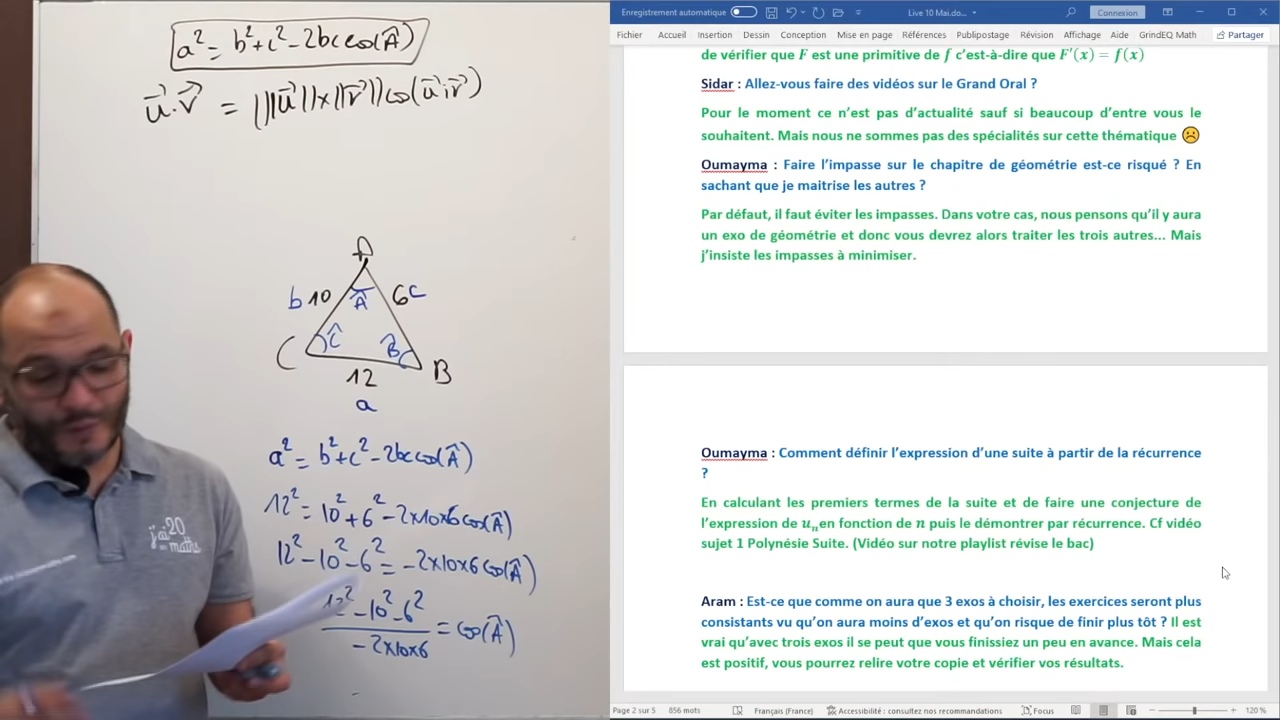 a² = b² + c² - 2bc cos(Â)
u⃗.v⃗ = ||u⃗|| x ||v⃗|| cos(u⃗;v⃗)
A
b 10 Â 6 c
C Ĉ B̂ B
12
a
a² = b² + c² - 2bc cos(Â)
12² = 10² + 6² - 2x10x6 cos(Â)
12² - 10² - 6² = -2x10x6 cos(Â)
- 10² - 6²
= cos(Â)
- 2x10x6
j'ai 20
en maths
Enregistrement automatique Live 10 Mai.do... Connexion
Fichier Accueil Insertion Dessin Conception Mise en page Références Publipostage Révision Affichage Aide GrindEQ Math Partager
de vérifier que F est une primitive de f c'est-à-dire que F′(x) = f(x)
Sidar : Allez-vous faire des vidéos sur le Grand Oral ?
Pour le moment ce n'est pas d'actualité sauf si beaucoup d'entre vous le
souhaitent. Mais nous ne sommes pas des spécialités sur cette thématique ☹
Oumayma : Faire l'impasse sur le chapitre de géométrie est-ce risqué ? En
sachant que je maitrise les autres ?
Par défaut, il faut éviter les impasses. Dans votre cas, nous pensons qu'il y aura
un exo de géométrie et donc vous devrez alors traiter les trois autres... Mais
j'insiste les impasses à minimiser.
Oumayma : Comment définir l'expression d'une suite à partir de la récurrence
?
En calculant les premiers termes de la suite et de faire une conjecture de
l'expression de uₙ en fonction de n puis le démontrer par récurrence. Cf vidéo
sujet 1 Polynésie Suite. (Vidéo sur notre playlist révise le bac)
Aram : Est-ce que comme on aura que 3 exos à choisir, les exercices seront plus
consistants vu qu'on aura moins d'exos et qu'on risque de finir plus tôt ? Il est
vrai qu'avec trois exos il se peut que vous finissiez un peu en avance. Mais cela
est positif, vous pourrez relire votre copie et vérifier vos résultats.
Page 2 sur 5 856 mots Français (France) Accessibilité : consultez nos recommandations Focus 120 %